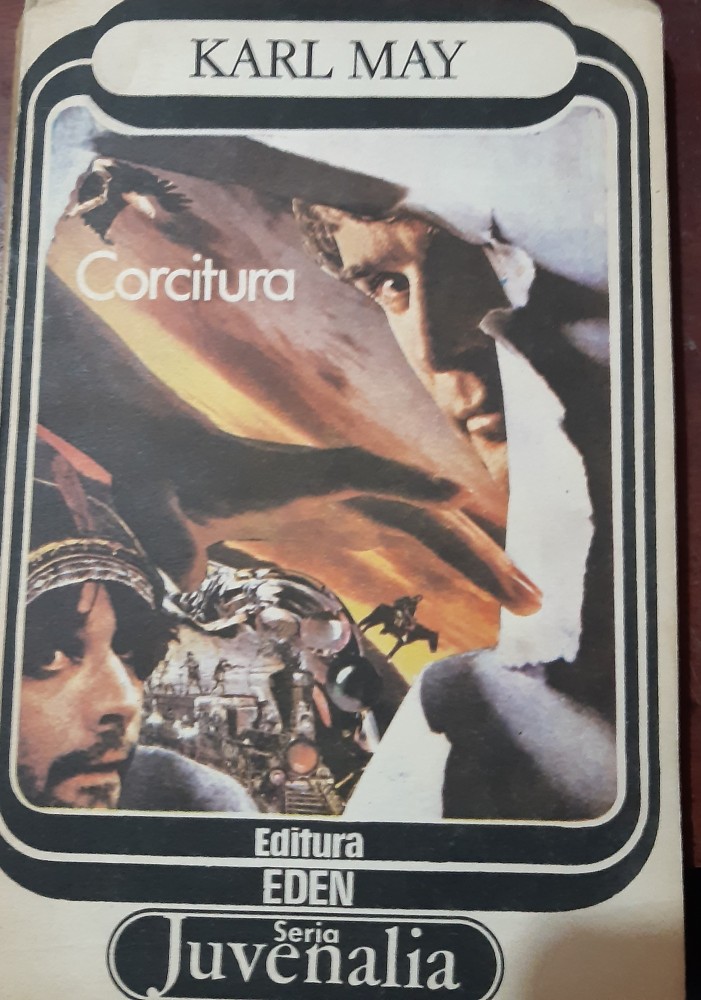 KARL MAY
Corcitura
Editura
EDEN
Seria
Juvenalia